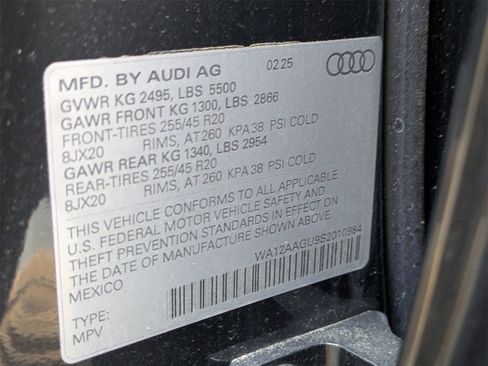 MFD. BY AUDI AG 02.25
GVWR KG 2495, LBS 5500
GAWR FRONT KG 1300, LBS 2866
FRONT-TIRES 255/45 R20
8JX20 RIMS, AT 260 KPA 38 PSI COLD
GAWR REAR KG 1340, LBS 2954
REAR-TIRES 255/45 R20
8JX20 RIMS, AT 260 KPA 38 PSI COLD
THIS VEHICLE CONFORMS TO ALL APPLICABLE
U.S. FEDERAL MOTOR VEHICLE SAFETY AND
THEFT PREVENTION STANDARDS IN EFFECT ON
THE DATE OF MANUFACTURE SHOWN ABOVE.
MEXICO
WA12AAGU9S2010984
TYPE:
MPV